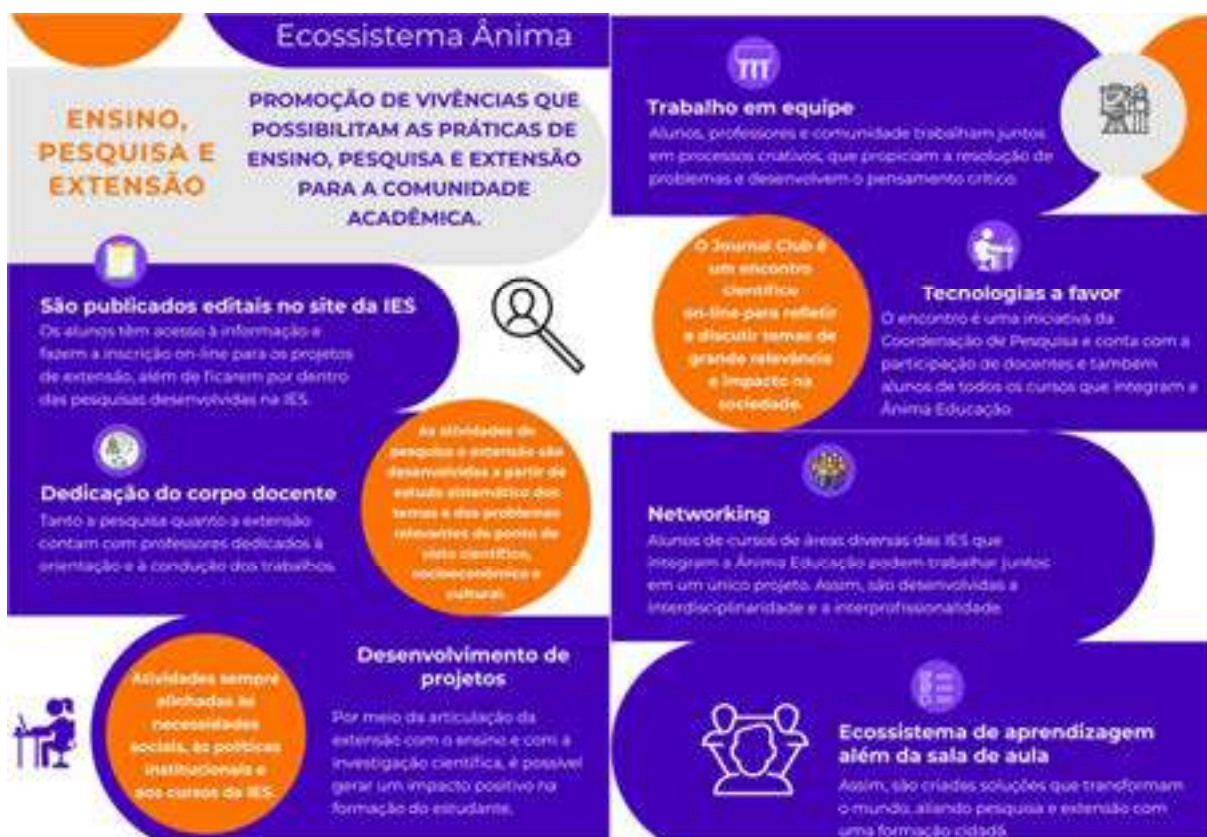 Ecossistema Ânima
ENSINO,
PESQUISA E
EXTENSÃO
PROMOÇÃO DE VIVÊNCIAS QUE
POSSIBILITAM AS PRÁTICAS DE
ENSINO, PESQUISA E EXTENSÃO
PARA A COMUNIDADE
ACADÊMICA.
São publicados editais no site da IES
Os alunos têm acesso à informação e
fazem a inscrição on-line para os projetos
de extensão, além de ficarem por dentro
das pesquisas desenvolvidas na IES.
Dedicação do corpo docente
Tanto a pesquisa quanto a extensão
contam com professores dedicados à
orientação e à condução dos trabalhos.
As atividades de
pesquisa e extensão são
desenvolvidas a partir de
estudo sistemático dos
temas e dos problemas
relevantes do ponto de
vista científico,
socioeconômico e
cultural.
Atividades sempre
alinhadas às
necessidades
sociais, às políticas
institucionais e
aos cursos da IES.
Desenvolvimento de
projetos
Por meio da articulação da
extensão com o ensino e com a
investigação científica, é possível
gerar um impacto positivo na
formação do estudante.
Trabalho em equipe
Alunos, professores e comunidade trabalham juntos
em processos criativos, que propiciam a resolução de
problemas e desenvolvem o pensamento crítico.
O Journal Club é
um encontro
científico
on-line para refletir
e discutir temas de
grande relevância
e impacto na
sociedade.
Tecnologias a favor
O encontro é uma iniciativa da
Coordenação de Pesquisa e conta com a
participação de docentes e também
alunos de todos os cursos que integram a
Ânima Educação.
Networking
Alunos de cursos de áreas diversas das IES que
integram a Ânima Educação podem trabalhar juntos
em um único projeto. Assim, são desenvolvidas a
interdisciplinaridade e a interprofissionalidade.
Ecossistema de aprendizagem
além da sala de aula
Assim, são criadas soluções que transformam
o mundo, aliando pesquisa e extensão com
uma formação cidadã.